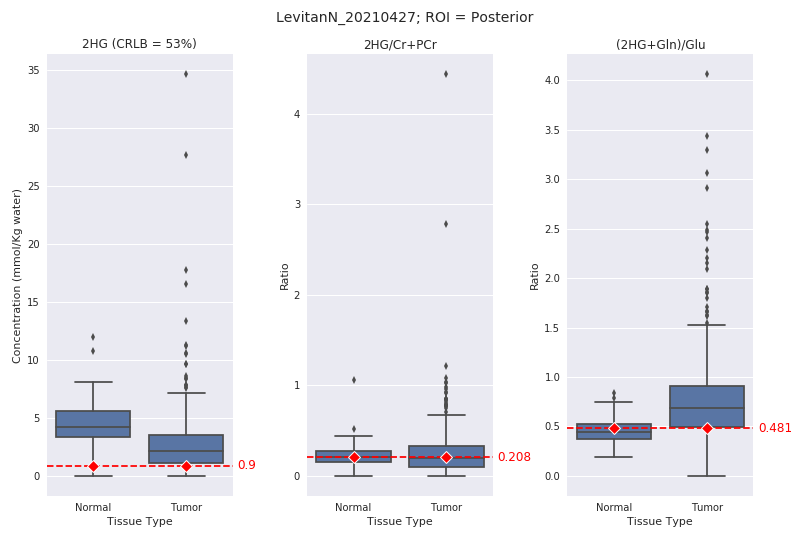 LevitanN_20210427; ROI = Posterior
2HG (CRLB = 53%)
Concentration (mmol/Kg water)
35
30
25
20
15
10
5
0
0.9
Normal Tumor
Tissue Type
2HG/Cr+PCr
Ratio
4
3
2
1
0
0.208
Normal Tumor
Tissue Type
(2HG+Gln)/Glu
Ratio
4.0
3.5
3.0
2.5
2.0
1.5
1.0
0.5
0.0
0.481
Normal Tumor
Tissue Type